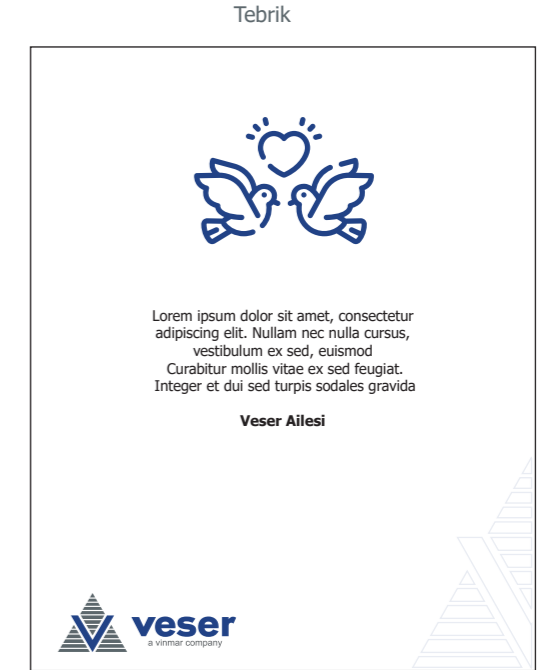 Tebrik
Lorem ipsum dolor sit amet, consectetur
adipiscing elit. Nullam nec nulla cursus,
vestibulum ex sed, euismod
Curabitur mollis vitae ex sed feugiat.
Integer et dui sed turpis sodales gravida
Veser Ailesi
veser
a vinmar company